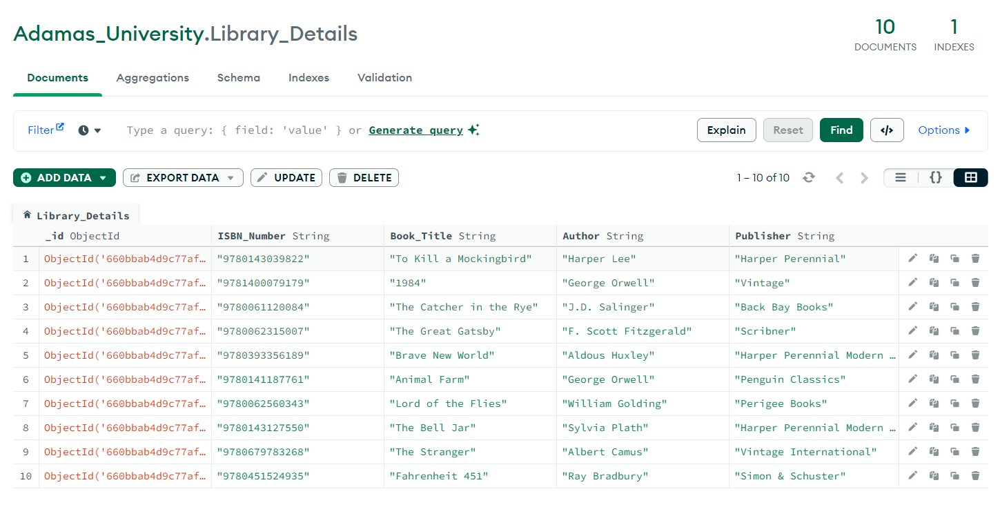 Adamas_University.Library_Details
10 1
DOCUMENTS INDEXES
Documents Aggregations Schema Indexes Validation
Filter Type a query: { field: 'value' } or Generate query Explain Reset Find </> Options
ADD DATA EXPORT DATA UPDATE DELETE 1 – 10 of 10 {}
Library_Details
_id ObjectId ISBN_Number String Book_Title String Author String Publisher String
1 ObjectId('660bbab4d9c77af… "9780143039822" "To Kill a Mockingbird" "Harper Lee" "Harper Perennial"
2 ObjectId('660bbab4d9c77af… "9781400079179" "1984" "George Orwell" "Vintage"
3 ObjectId('660bbab4d9c77af… "9780061120084" "The Catcher in the Rye" "J.D. Salinger" "Back Bay Books"
4 ObjectId('660bbab4d9c77af… "9780062315007" "The Great Gatsby" "F. Scott Fitzgerald" "Scribner"
5 ObjectId('660bbab4d9c77af… "9780393356189" "Brave New World" "Aldous Huxley" "Harper Perennial Modern …
6 ObjectId('660bbab4d9c77af… "9780141187761" "Animal Farm" "George Orwell" "Penguin Classics"
7 ObjectId('660bbab4d9c77af… "9780062560343" "Lord of the Flies" "William Golding" "Perigee Books"
8 ObjectId('660bbab4d9c77af… "9780143127550" "The Bell Jar" "Sylvia Plath" "Harper Perennial Modern …
9 ObjectId('660bbab4d9c77af… "9780679783268" "The Stranger" "Albert Camus" "Vintage International"
10 ObjectId('660bbab4d9c77af… "9780451524935" "Fahrenheit 451" "Ray Bradbury" "Simon & Schuster"